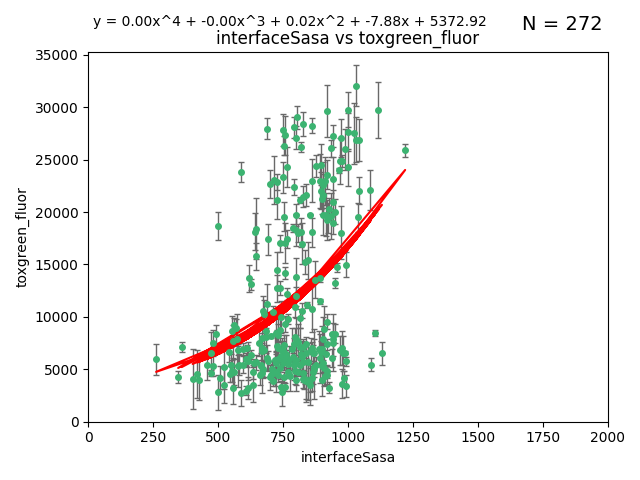 y = 0.00x^4 + -0.00x^3 + 0.02x^2 + -7.88x + 5372.92
N = 272
interfaceSasa vs toxgreen_fluor
35000
30000
25000
20000
15000
10000
5000
0
toxgreen_fluor
0 250 500 750 1000 1250 1500 1750 2000
interfaceSasa